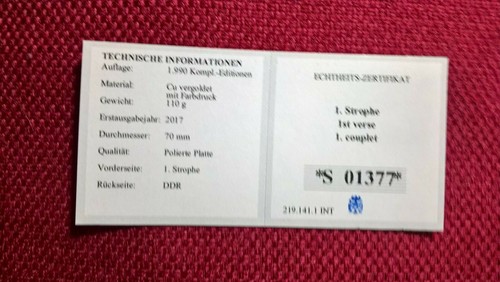 TECHNISCHE INFORMATIONEN
Auflage: 1.990 Kompl.-Editionen
Material: Cu vergoldet
mit Farbdruck
Gewicht: 110 g
Erstausgabejahr: 2017
Durchmesser: 70 mm
Qualität: Polierte Platte
Vorderseite: 1. Strophe
Rückseite: DDR
ECHTHEITS-ZERTIFIKAT
1. Strophe
1st verse
1. couplet
*S 01377*
219.141.1 INT